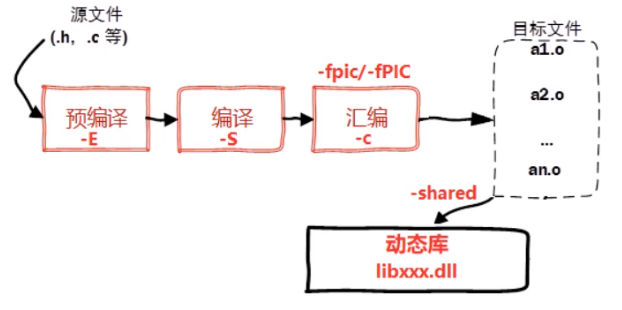 源文件
(.h, .c 等)
预编译
-E
编译
-S
-fpic/-fPIC
汇编
-c
目标文件
a1.o
a2.o
...
an.o
-shared
动态库
libxxx.dll